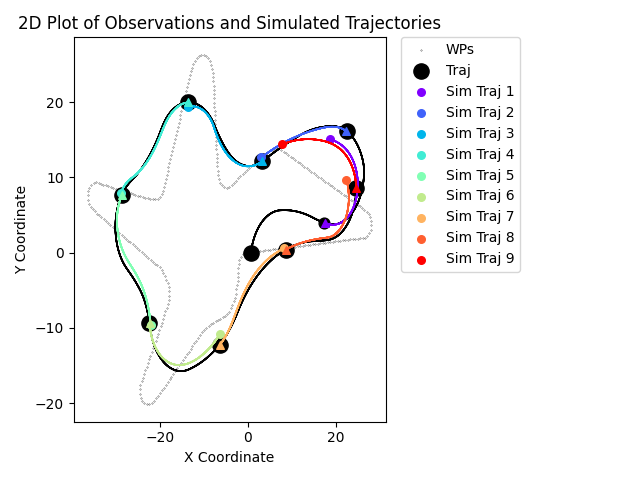 2D Plot of Observations and Simulated Trajectories
WPs
Traj
Sim Traj 1
Sim Traj 2
Sim Traj 3
Sim Traj 4
Sim Traj 5
Sim Traj 6
Sim Traj 7
Sim Traj 8
Sim Traj 9
Y Coordinate
20
10
0
−10
−20
−20
0
20
X Coordinate